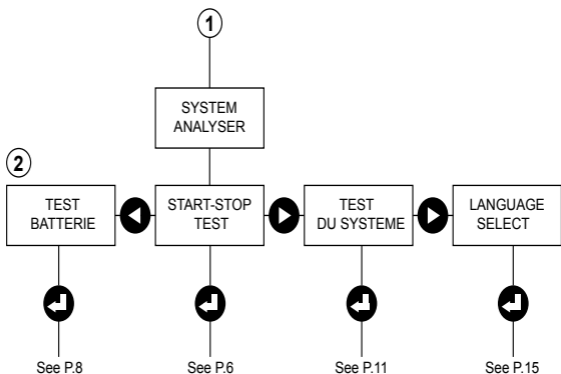 1
SYSTEM
ANALYSER
2
TEST
BATTERIE
START-STOP
TEST
TEST
DU SYSTEME
LANGUAGE
SELECT
See P.8
See P.6
See P.11
See P.15